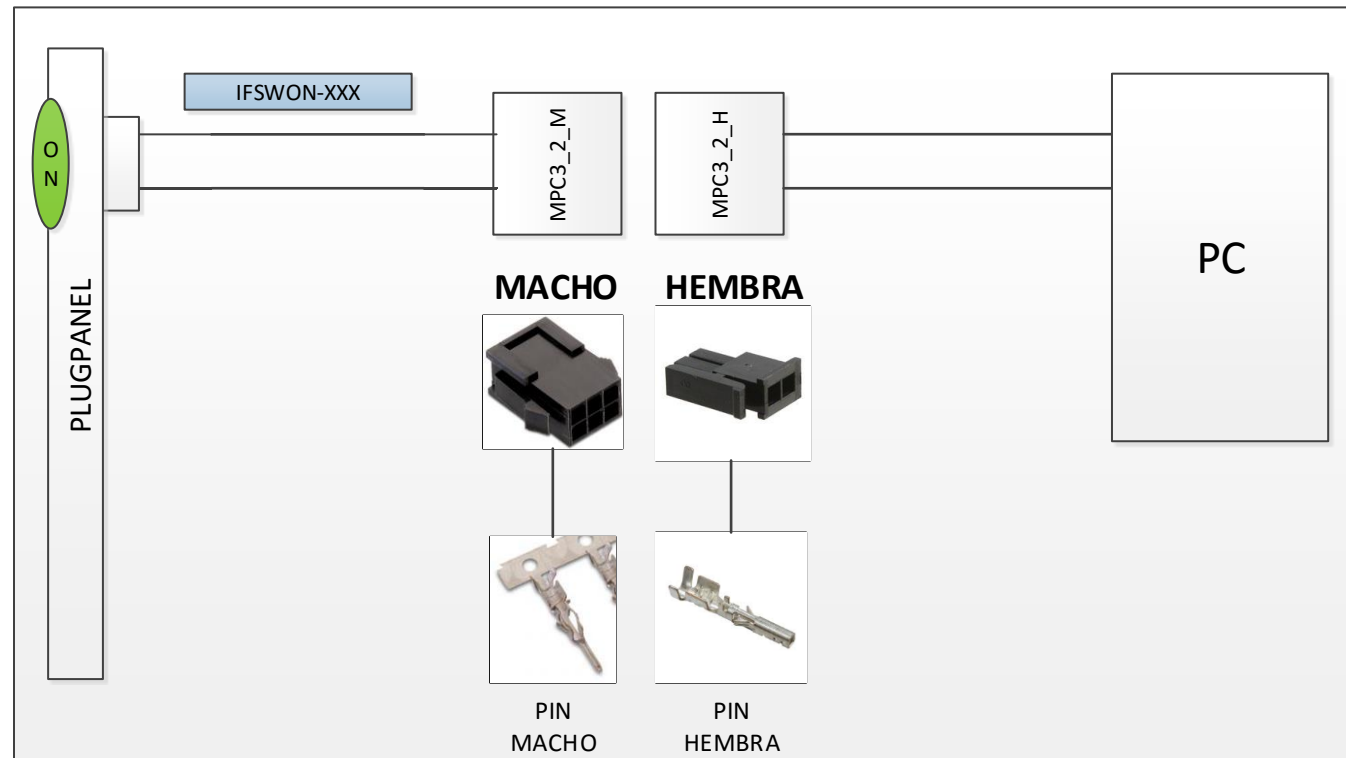 IFSWON-XXX
O
N
MPC3_2_M
MPC3_2_H
PC
PLUGPANEL
MACHO
HEMBRA
PIN
MACHO
PIN
HEMBRA